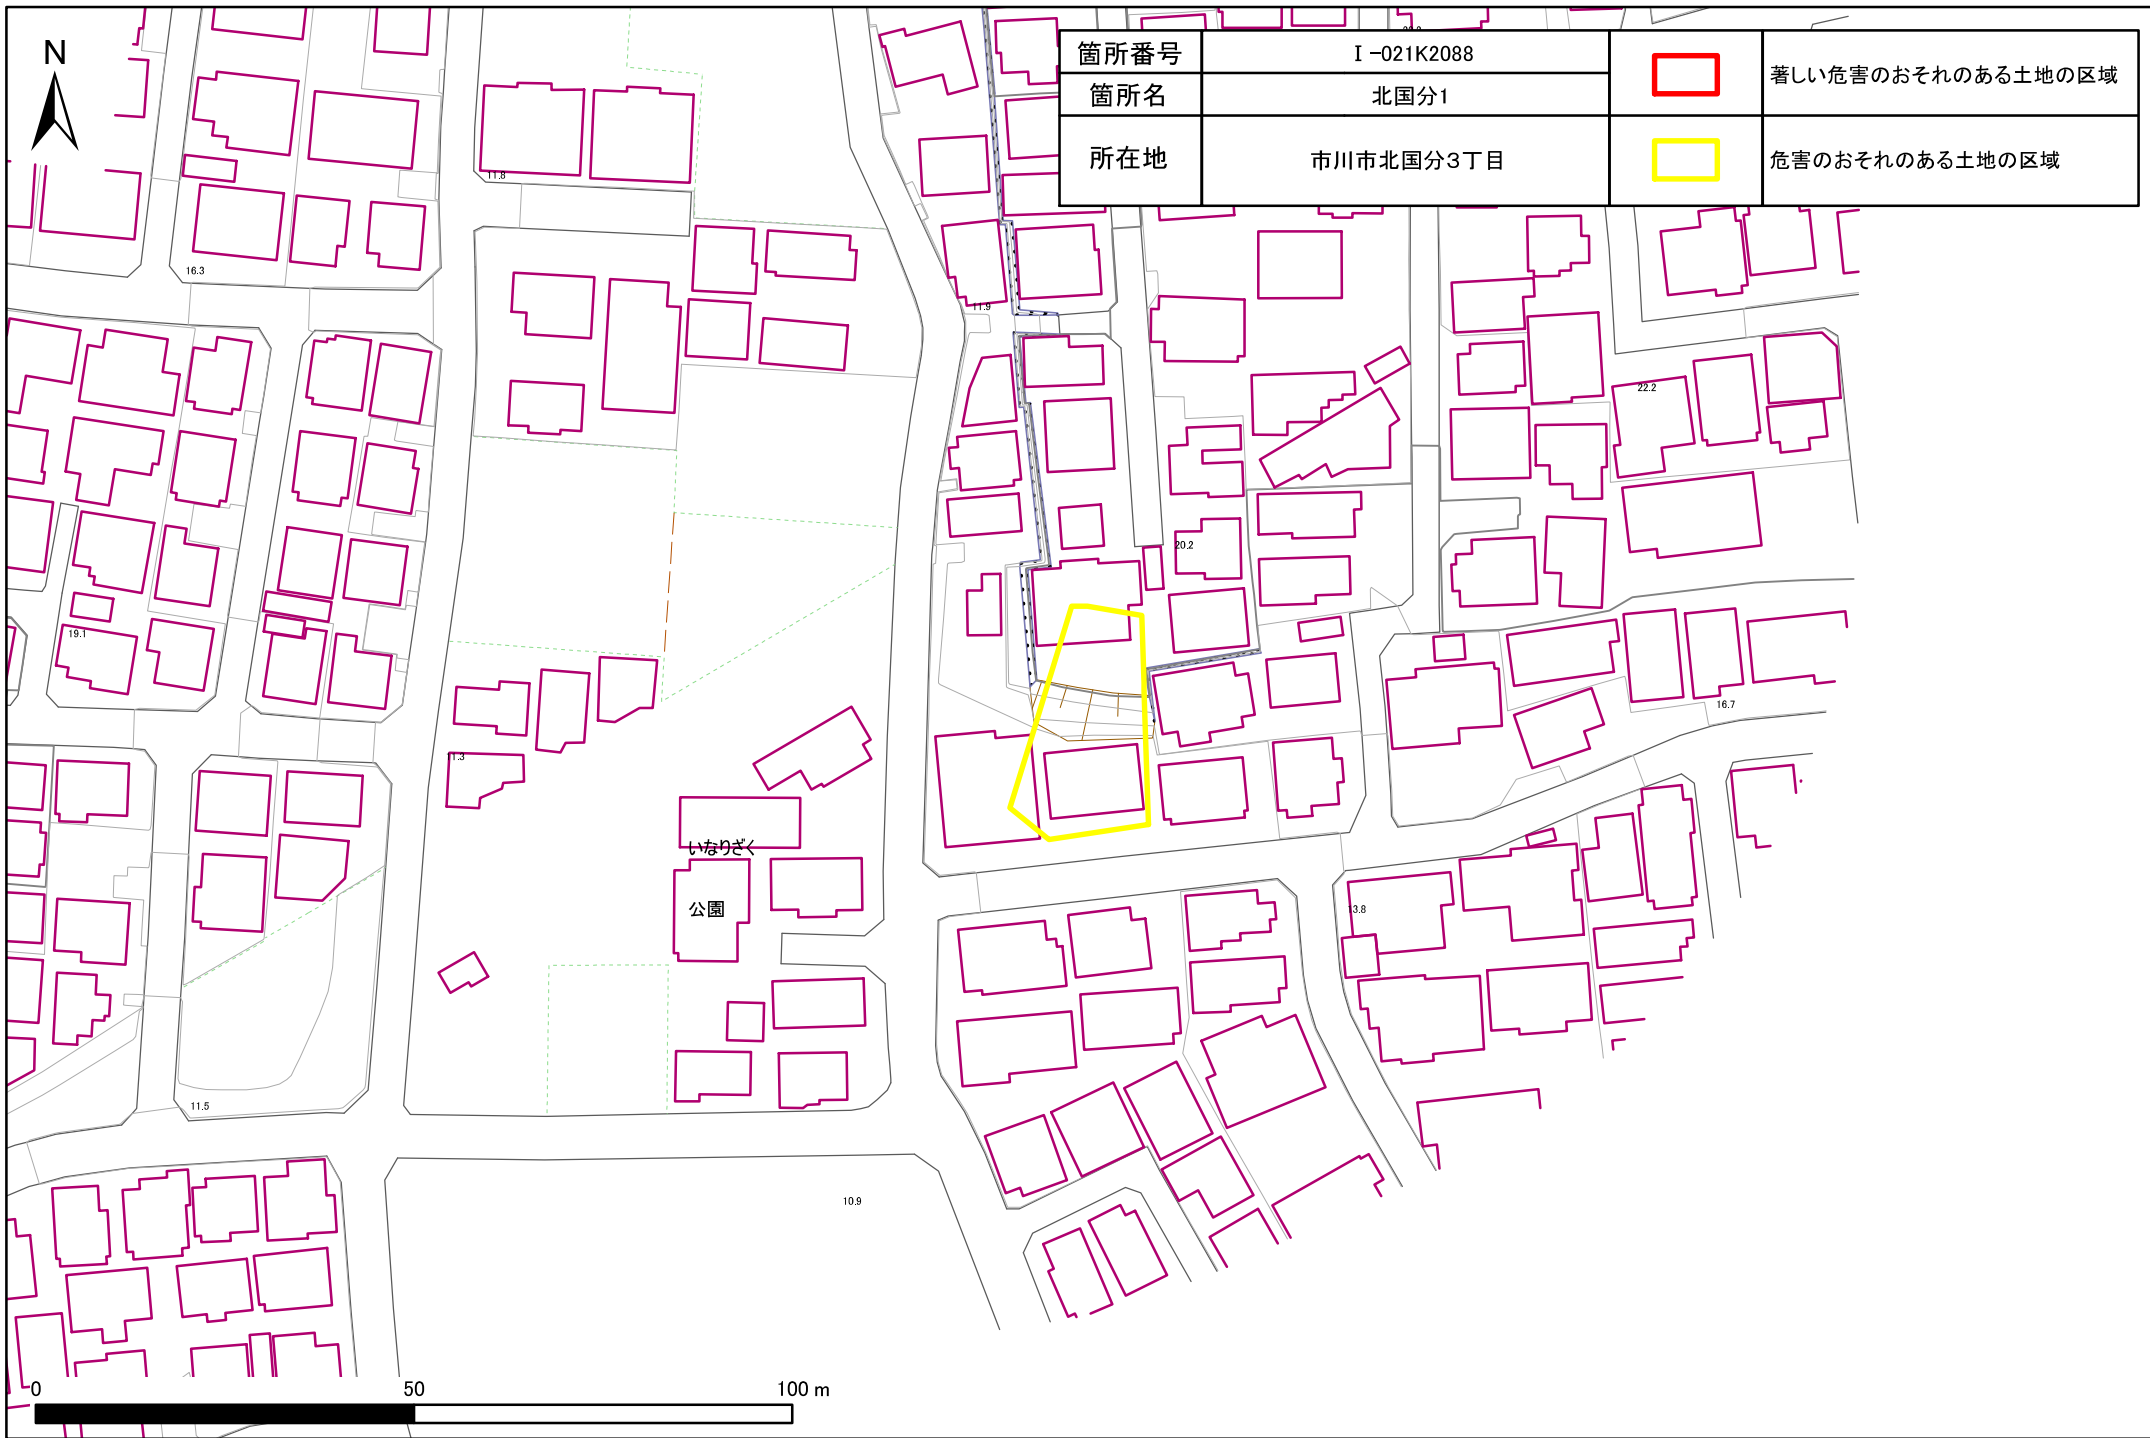 N
箇所番号 Ⅰ-021K2088
著しい危害のおそれのある土地の区域
箇所名 北国分1
所在地 市川市北国分3丁目
危害のおそれのある土地の区域
11.8
16.3
11.9
22.2
20.2
19.1
16.7
11.3
いなりざく
公園
13.8
11.5
10.9
0 50 100 m